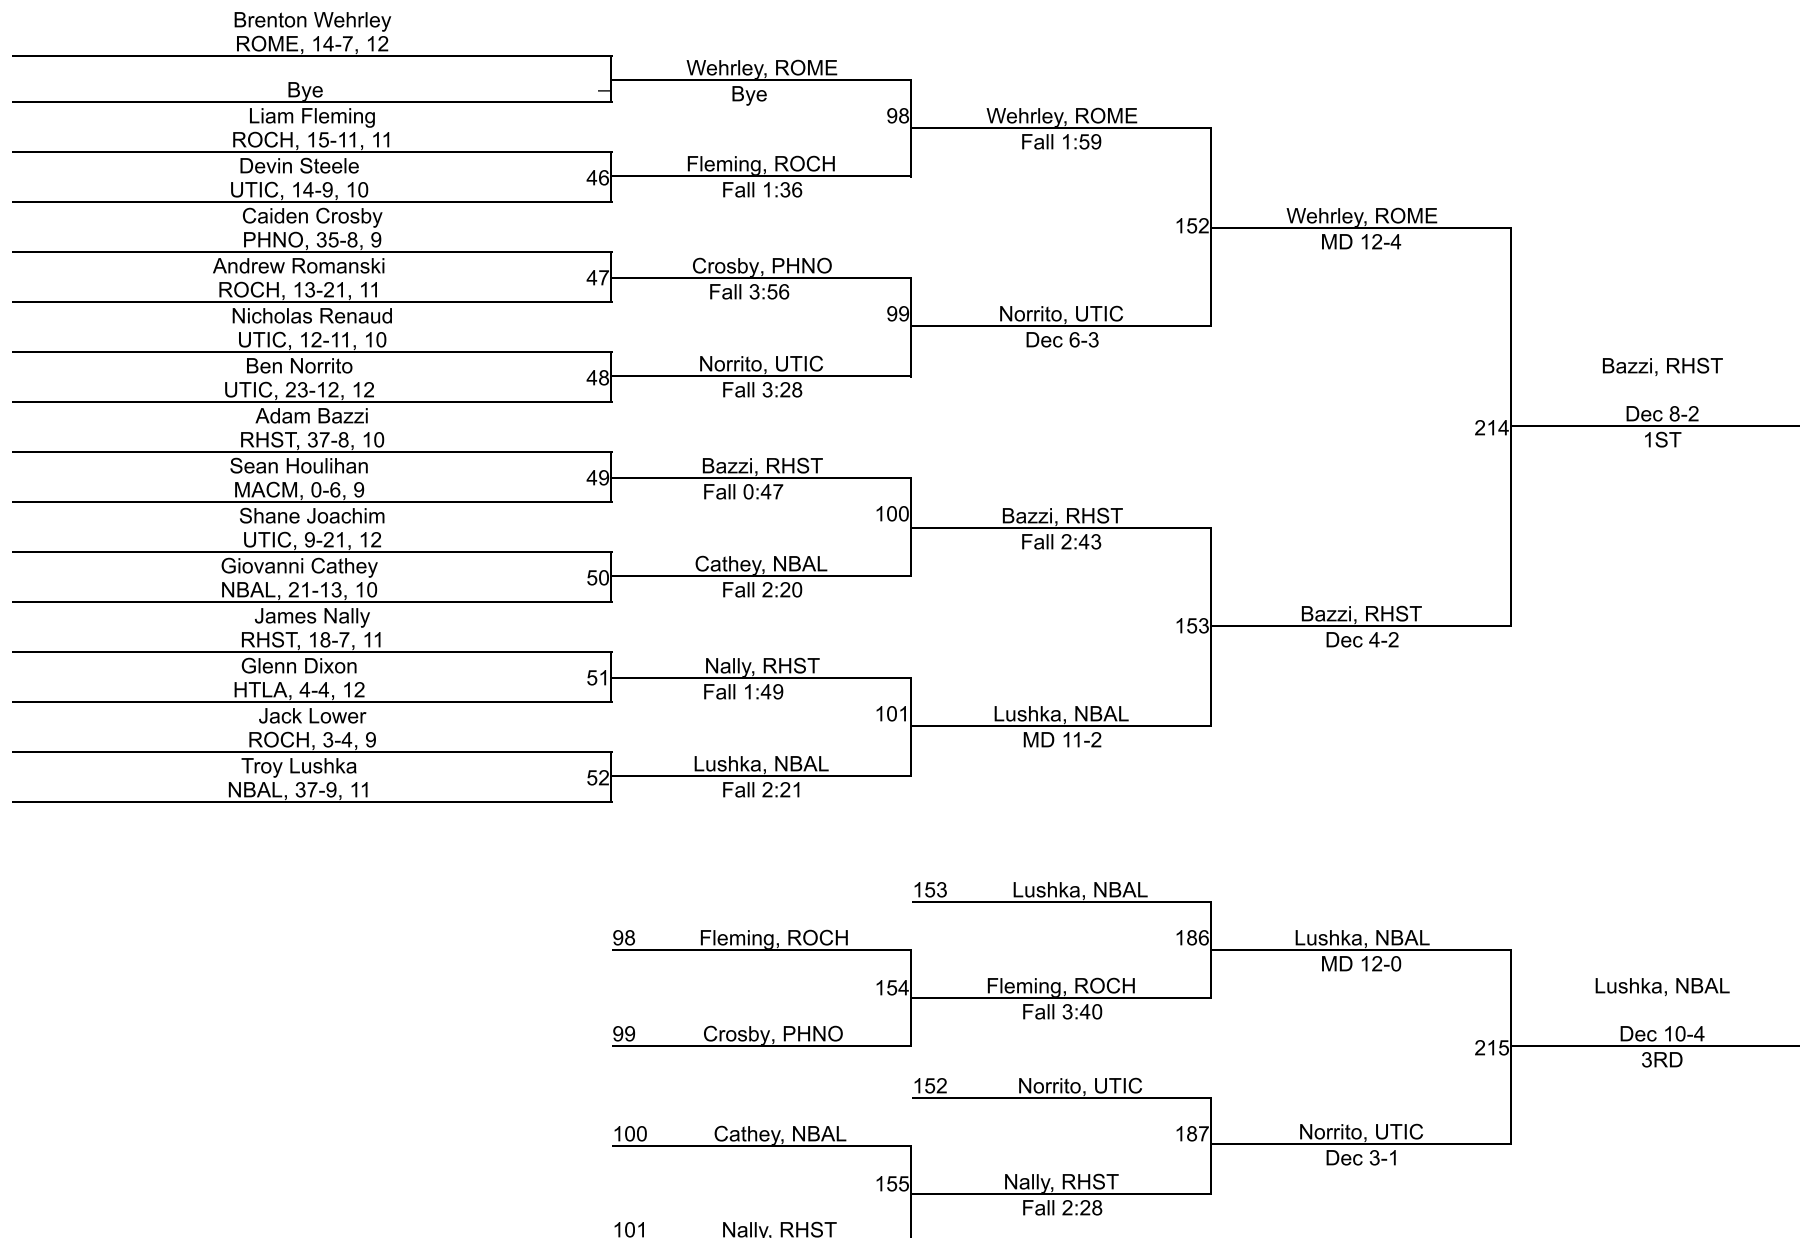 Brenton Wehrley
ROME, 14-7, 12
Bye
Liam Fleming
ROCH, 15-11, 11
Devin Steele
UTIC, 14-9, 10
46
Caiden Crosby
PHNO, 35-8, 9
Andrew Romanski
ROCH, 13-21, 11
47
Nicholas Renaud
UTIC, 12-11, 10
Ben Norrito
UTIC, 23-12, 12
48
Adam Bazzi
RHST, 37-8, 10
Sean Houlihan
MACM, 0-6, 9
49
Shane Joachim
UTIC, 9-21, 12
Giovanni Cathey
NBAL, 21-13, 10
50
James Nally
RHST, 18-7, 11
Glenn Dixon
HTLA, 4-4, 12
51
Jack Lower
ROCH, 3-4, 9
Troy Lushka
NBAL, 37-9, 11
52
Wehrley, ROME
Bye
98
Fleming, ROCH
Fall 1:36
Crosby, PHNO
Fall 3:56
99
Norrito, UTIC
Fall 3:28
Bazzi, RHST
Fall 0:47
100
Cathey, NBAL
Fall 2:20
Nally, RHST
Fall 1:49
101
Lushka, NBAL
Fall 2:21
Wehrley, ROME
Fall 1:59
152
Norrito, UTIC
Dec 6-3
Bazzi, RHST
Fall 2:43
153
Lushka, NBAL
MD 11-2
Wehrley, ROME
MD 12-4
214
Bazzi, RHST
Dec 4-2
Bazzi, RHST
Dec 8-2
1ST
153 Lushka, NBAL
98 Fleming, ROCH
186
154
Fleming, ROCH
Fall 3:40
99 Crosby, PHNO
152 Norrito, UTIC
100 Cathey, NBAL
187
155
Nally, RHST
Fall 2:28
101 Nally, RHST
Lushka, NBAL
MD 12-0
215
Norrito, UTIC
Dec 3-1
Lushka, NBAL
Dec 10-4
3RD